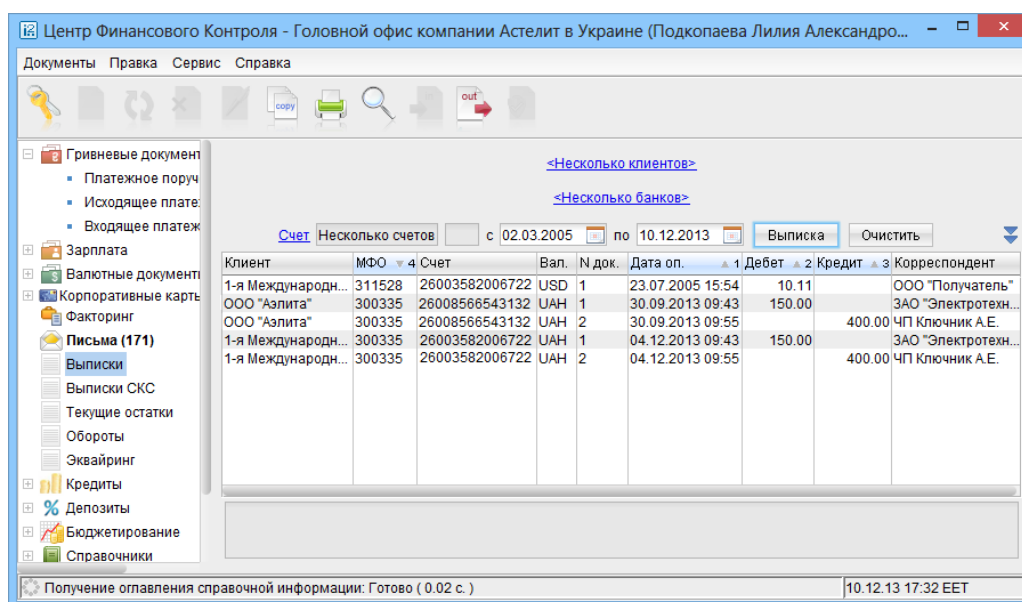 Центр Финансового Контроля - Головной офис компании Астелит в Украине (Подкопаева Лилия Александро...
Документы Правка Сервис Справка
copy out
Гривневые документ
Платежное поруч
Исходящее плате
Входящее платеж
Зарплата
Валютные документ
Корпоративные карть
Факторинг
Письма (171)
Выписки
Выписки СКС
Текущие остатки
Обороты
Эквайринг
Кредиты
Депозиты
Бюджетирование
Справочники
<Несколько клиентов>
<Несколько банков>
Счет Несколько счетов с 02.03.2005 по 10.12.2013 Выписка Очистить
Клиент МФО 4 Счет Вал. N док. Дата оп. 1 Дебет 2 Кредит 3 Корреспондент
1-я Международн... 311528 26003582006722 USD 1 23.07.2005 15:54 10.11 ООО "Получатель"
ООО "Аэлита" 300335 26008566543132 UAH 1 30.09.2013 09:43 150.00 ЗАО "Электротехн...
ООО "Аэлита" 300335 26008566543132 UAH 2 30.09.2013 09:55 400.00 ЧП Ключник А.Е.
1-я Международн... 300335 26003582006722 UAH 1 04.12.2013 09:43 150.00 ЗАО "Электротехн...
1-я Международн... 300335 26003582006722 UAH 2 04.12.2013 09:55 400.00 ЧП Ключник А.Е.
Получение оглавления справочной информации: Готово ( 0.02 с. ) 10.12.13 17:32 EET